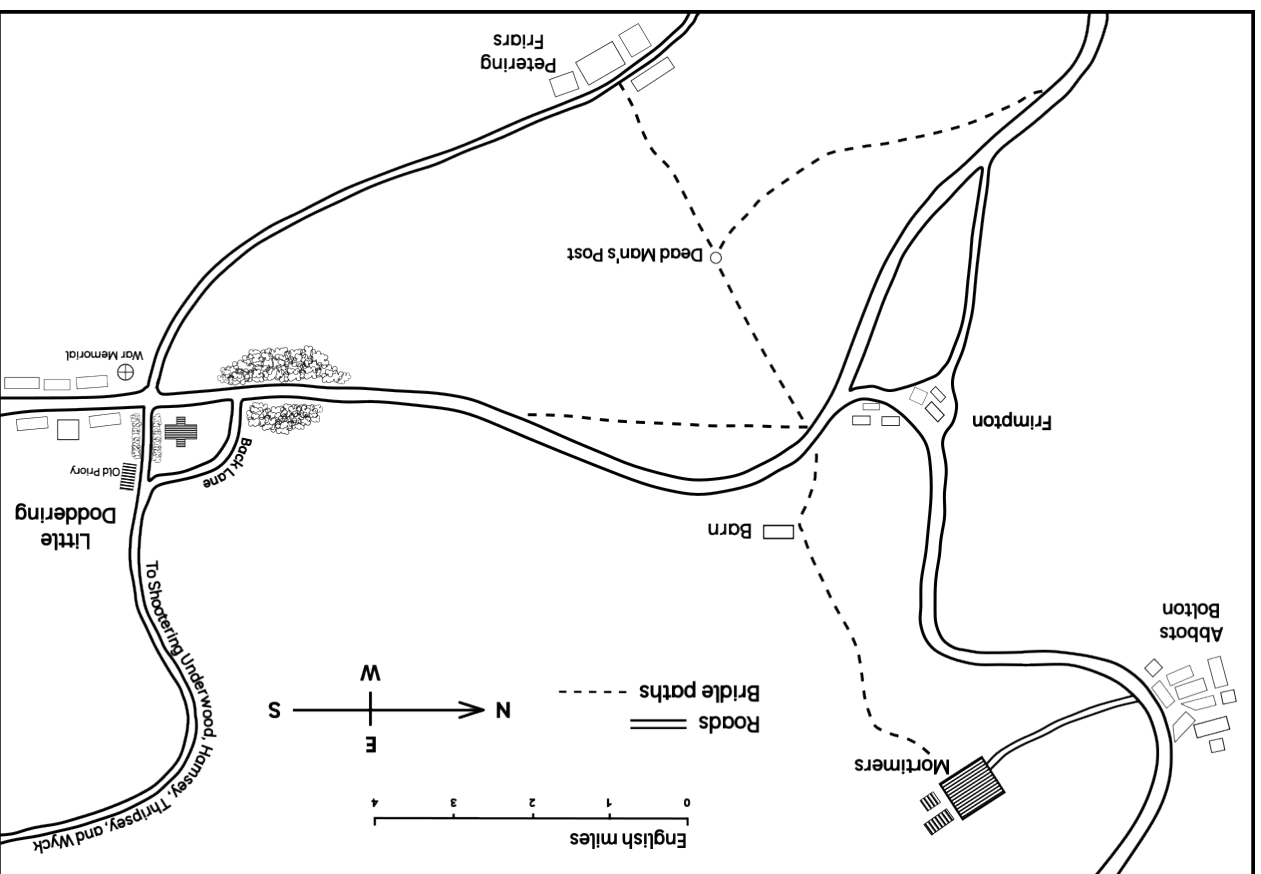 English miles
0 1 2 3 4
Mortimers
E
Roads
N S
Bridle paths
W
To Shootering Underwood, Hamsey, Thripsey, and Wyck
Abbots
Bolton
Barn
Little
Doddering
Old Priory
Back Lane
Frimpton
War Memorial
Dead Man's Post
Petering
Friars